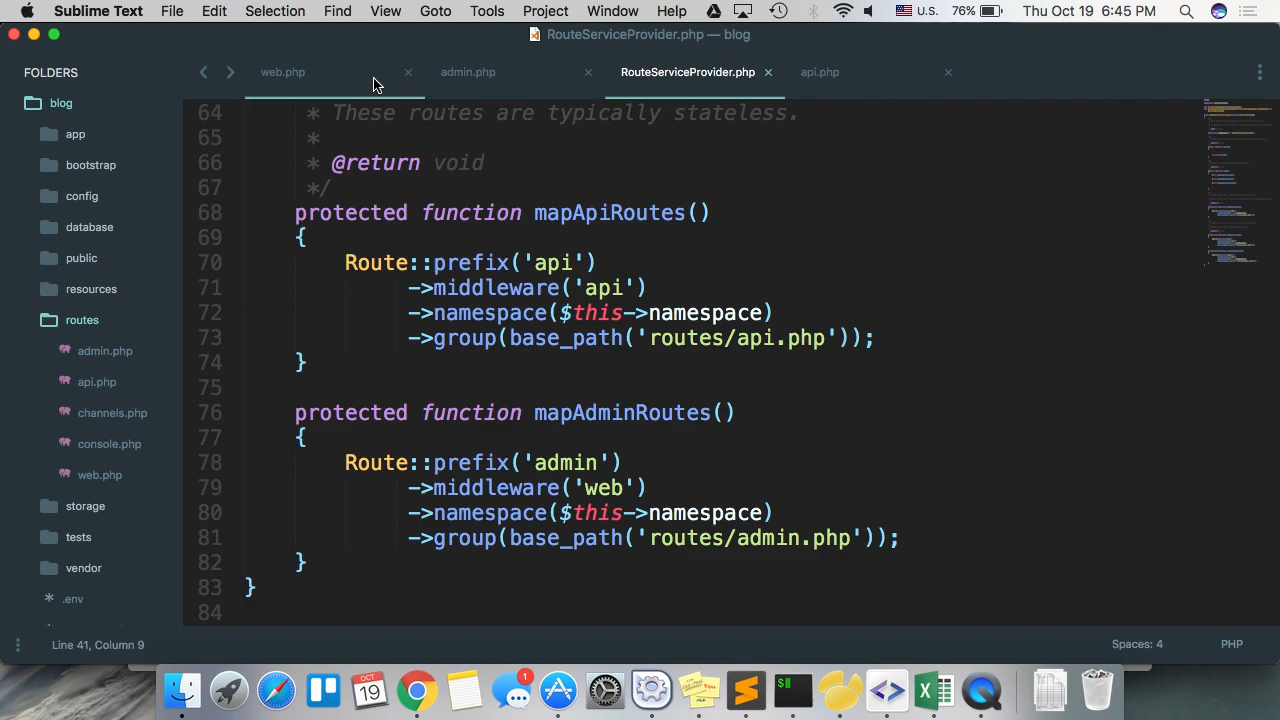 Sublime Text File Edit Selection Find View Goto Tools Project Window Help U.S. 76% Thu Oct 19 6:45 PM
RouteServiceProvider.php — blog
FOLDERS
blog
app
bootstrap
config
database
public
resources
routes
admin.php
api.php
channels.php
console.php
web.php
storage
tests
vendor
.env
web.php × admin.php × RouteServiceProvider.php × api.php ×
64 * These routes are typically stateless.
65 *
66 * @return void
67 */
68 protected function mapApiRoutes()
69 {
70 Route::prefix('api')
71 ->middleware('api')
72 ->namespace($this->namespace)
73 ->group(base_path('routes/api.php'));
74 }
75
76 protected function mapAdminRoutes()
77 {
78 Route::prefix('admin')
79 ->middleware('web')
80 ->namespace($this->namespace)
81 ->group(base_path('routes/admin.php'));
82 }
83 }
84
Line 41, Column 9 Spaces: 4 PHP
OCT
19
1
$